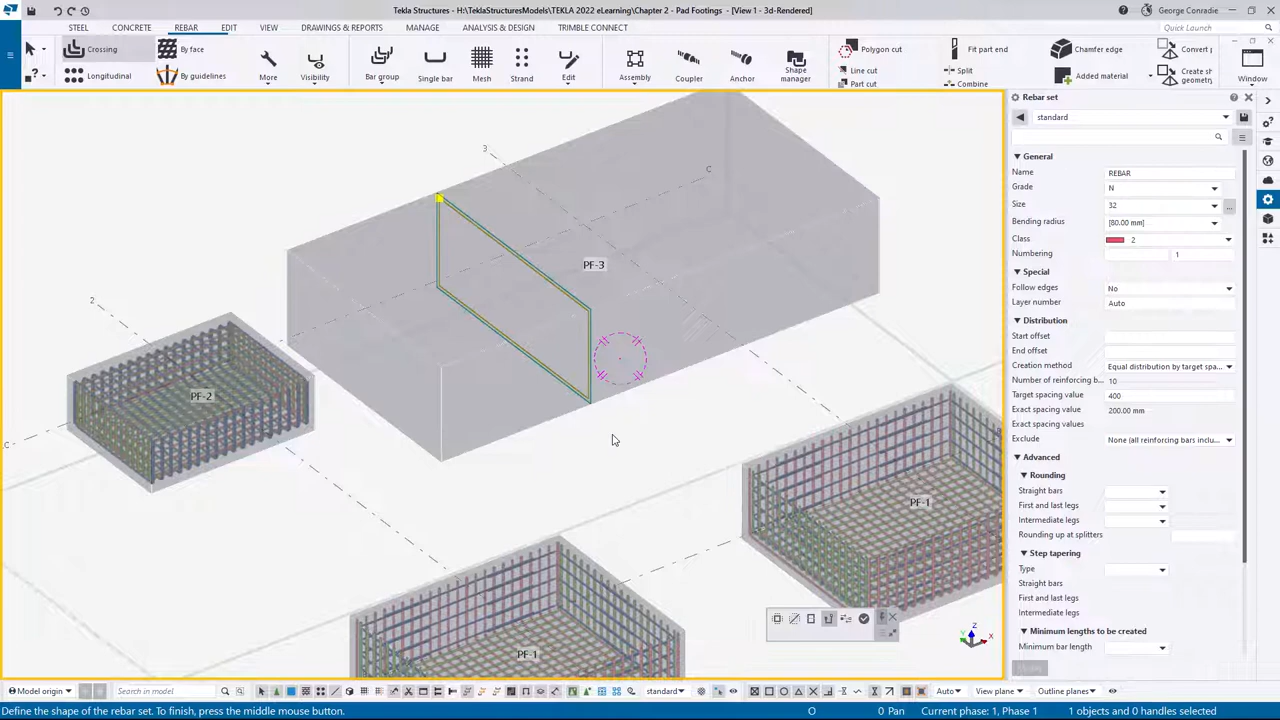 Tekla Structures - H:\TeklaStructuresModels\TEKLA 2022 eLearning\Chapter 2 - Pad Footings - [View 1 - 3d-Rendered]
George Conradie
STEEL CONCRETE REBAR EDIT VIEW DRAWINGS & REPORTS MANAGE ANALYSIS & DESIGN TRIMBLE CONNECT
Quick Launch
Crossing
By face
Longitudinal
By guidelines
More
Visibility
Bar group
Single bar
Mesh
Strand
Edit
Assembly
Coupler
Anchor
Shape manager
Polygon cut
Line cut
Part cut
Fit part end
Split
Combine
Chamfer edge
Added material
Convert
Create sh
geometry
Window
Rebar set
standard
General
Name REBAR
Grade N
Size 32 ...
Bending radius [80.00 mm]
Class 2
Numbering 1
Special
Follow edges No
Layer number Auto
Distribution
Start offset
End offset
Creation method Equal distribution by target spa...
Number of reinforcing b... 10
Target spacing value 400
Exact spacing value 200.00 mm
Exact spacing values
Exclude None (all reinforcing bars inclu...
Advanced
Rounding
Straight bars
First and last legs
Intermediate legs
Rounding up at splitters
Step tapering
Type
Straight bars
First and last legs
Intermediate legs
Minimum lengths to be created
Minimum bar length
3
C
PF-3
2
PF-2
C
PF-1
PF-1
Z
Y
X
Model origin
Search in model
standard
Auto
View plane
Outline planes
Define the shape of the rebar set. To finish, press the middle mouse button.
O
0 Pan
Current phase: 1, Phase 1
1 objects and 0 handles selected